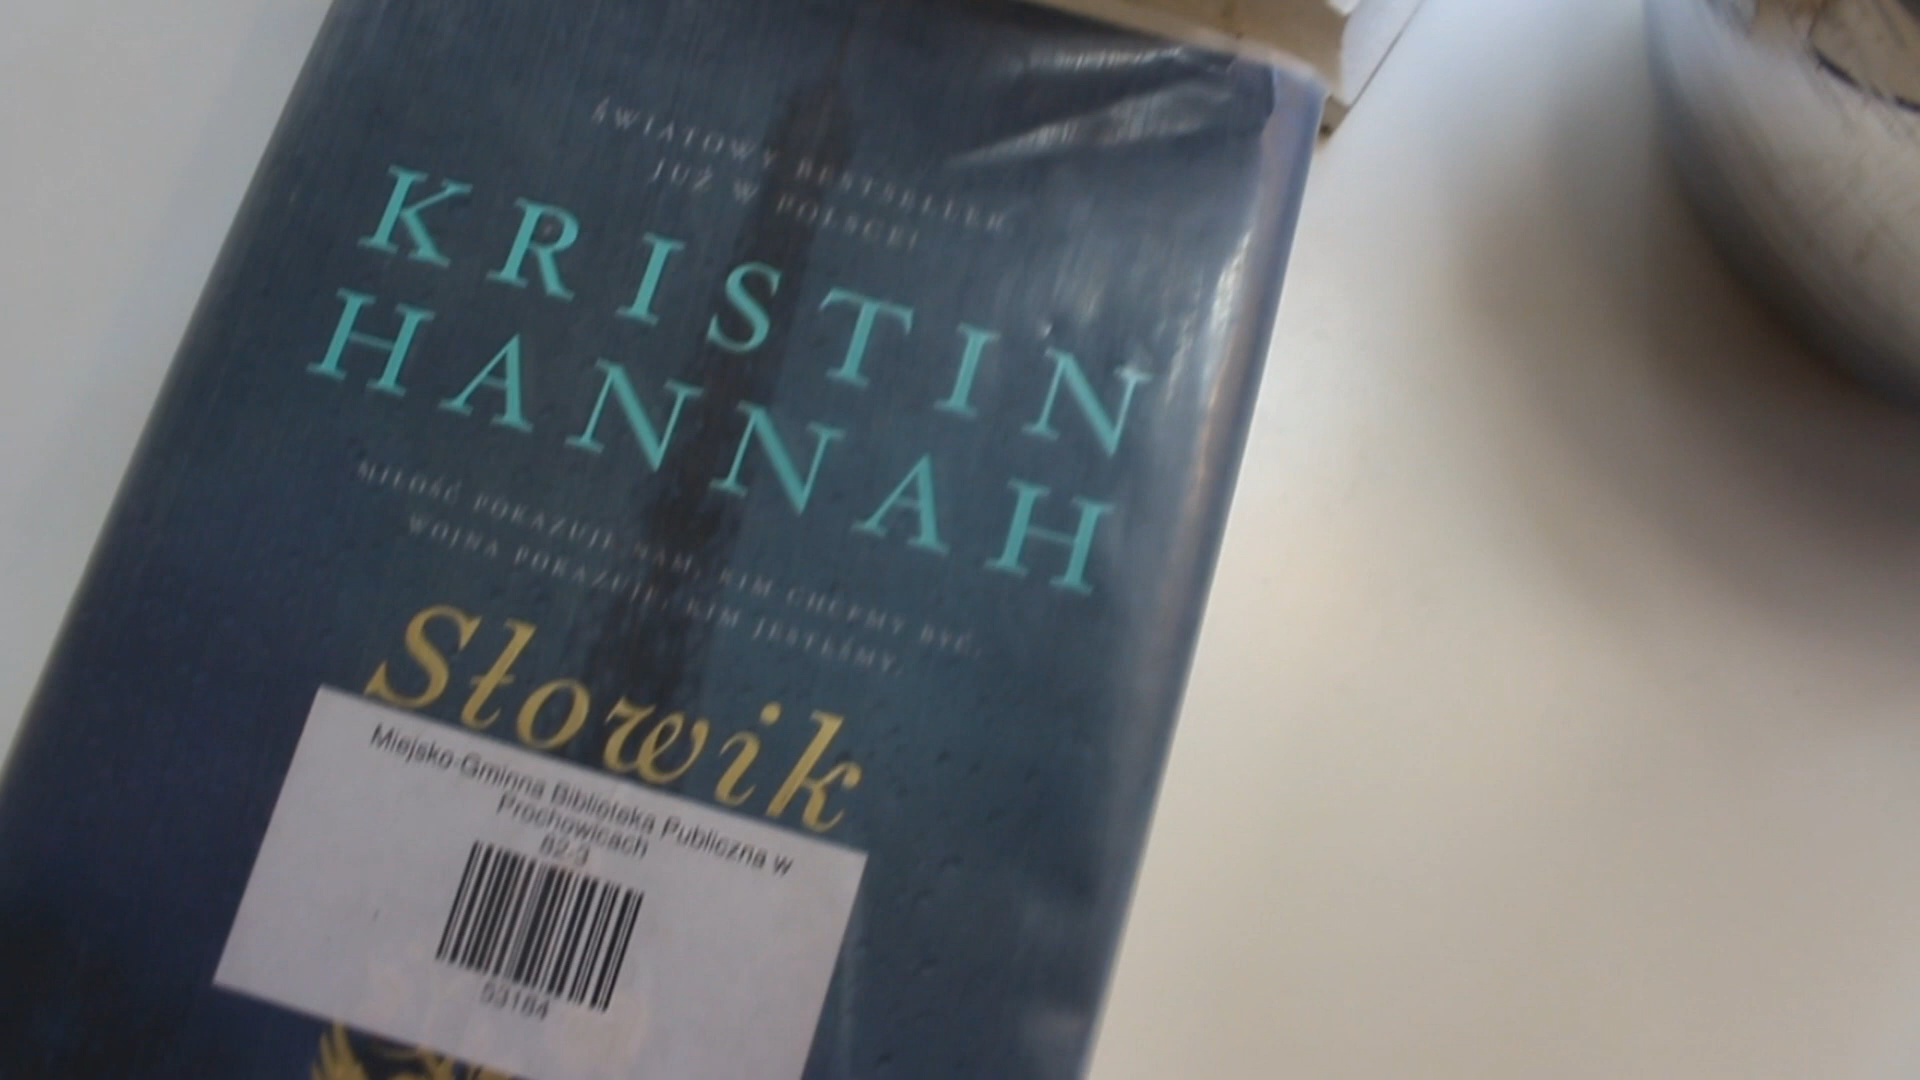 ŚWIATOWY BESTSELLER
JUŻ W POLSCE!
KRISTIN
HANNAH
MIŁOŚĆ POKAZUJE NAM, KIM CHCEMY BYĆ.
WOJNA POKAZUJE, KIM JESTEŚMY.
Słowik
Miejsko-Gminna Biblioteka Publiczna w
Prochowicach
82-3
53184